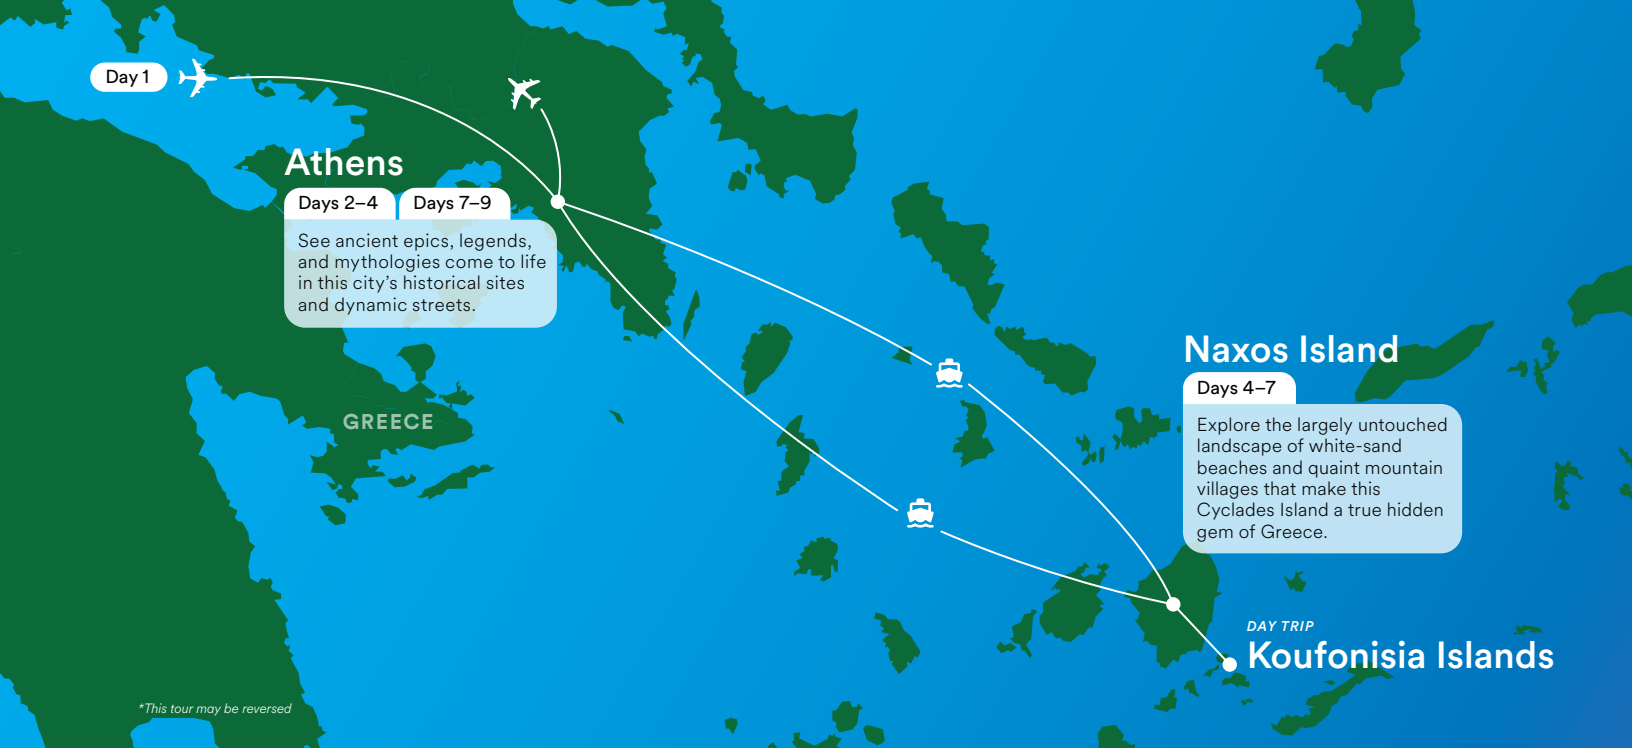 Day 1
Athens
Days 2–4
Days 7–9
See ancient epics, legends,
and mythologies come to life
in this city’s historical sites
and dynamic streets.
GREECE
Naxos Island
Days 4–7
Explore the largely untouched
landscape of white-sand
beaches and quaint mountain
villages that make this
Cyclades Island a true hidden
gem of Greece.
DAY TRIP
Koufonisia Islands
*This tour may be reversed